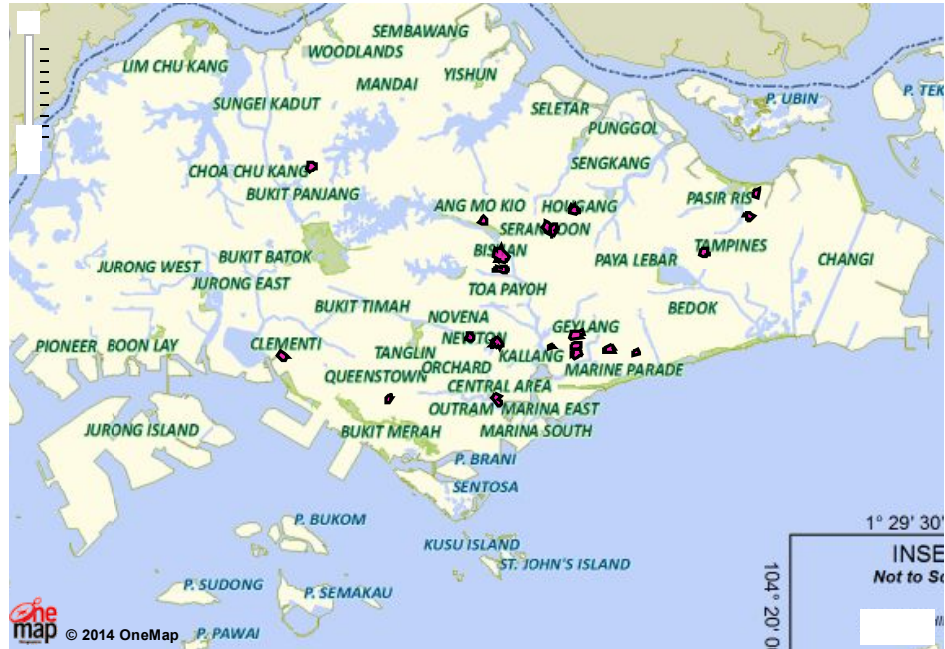 SEMBAWANG
WOODLANDS
LIM CHU KANG
YISHUN
MANDAI
P. UBIN
P. TEK
SUNGEI KADUT
SELETAR
PUNGGOL
SENGKANG
CHOA CHU KANG
BUKIT PANJANG
PASIR RIS
ANG MO KIO
HOUGANG
SERANGOON
TAMPINES
BISHAN
BUKIT BATOK
PAYA LEBAR
CHANGI
JURONG WEST
JURONG EAST
TOA PAYOH
BUKIT TIMAH
BEDOK
NOVENA
GEYLANG
NEWTON
PIONEER
BOON LAY
CLEMENTI
TANGLIN
KALLANG
ORCHARD
MARINE PARADE
QUEENSTOWN
CENTRAL AREA
OUTRAM
MARINA EAST
JURONG ISLAND
BUKIT MERAH
MARINA SOUTH
P. BRANI
SENTOSA
P. BUKOM
1° 29' 30'
KUSU ISLAND
INSE
ST. JOHN'S ISLAND
Not to Sc
104° 20' 0
P. SUDONG
P. SEMAKAU
one
map
© 2014 OneMap
P. PAWAI